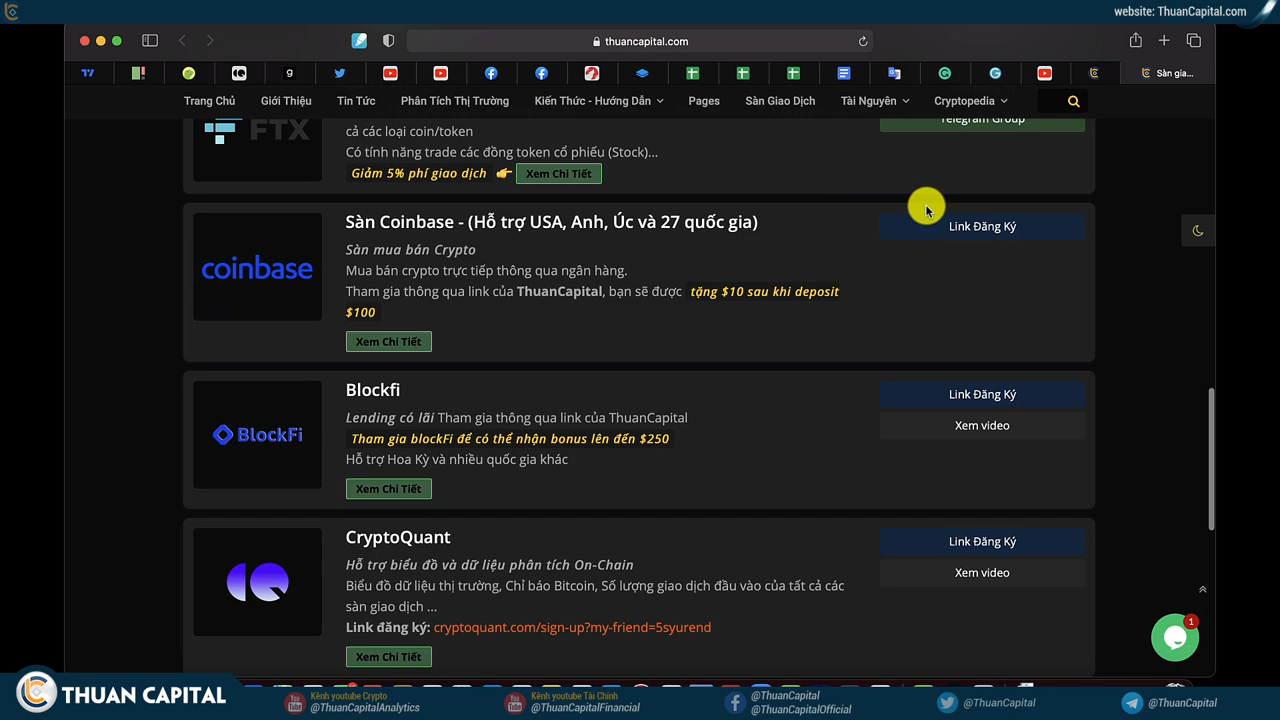 website: ThuanCapital.com
thuancapital.com
Sàn gia...
Trang Chủ Giới Thiệu Tin Tức Phân Tích Thị Trường Kiến Thức - Hướng Dẫn Pages Sàn Giao Dịch Tài Nguyên Cryptopedia
FTX
cả các loại coin/token
Telegram Group
Có tính năng trade các đồng token cổ phiếu (Stock)...
Giảm 5% phí giao dịch 👉 Xem Chi Tiết
coinbase
Sàn Coinbase - (Hỗ trợ USA, Anh, Úc và 27 quốc gia)
Link Đăng Ký
Sàn mua bán Crypto
Mua bán crypto trực tiếp thông qua ngân hàng.
Tham gia thông qua link của ThuanCapital, bạn sẽ được tặng $10 sau khi deposit
$100
Xem Chi Tiết
BlockFi
Blockfi
Link Đăng Ký
Lending có lãi Tham gia thông qua link của ThuanCapital
Xem video
Tham gia blockFi để có thể nhận bonus lên đến $250
Hỗ trợ Hoa Kỳ và nhiều quốc gia khác
Xem Chi Tiết
CryptoQuant
Link Đăng Ký
Hỗ trợ biểu đồ và dữ liệu phân tích On-Chain
Xem video
Biểu đồ dữ liệu thị trường, Chỉ báo Bitcoin, Số lượng giao dịch đầu vào của tất cả các
sàn giao dịch ...
Link đăng ký: cryptoquant.com/sign-up?my-friend=5syurend
Xem Chi Tiết
1
THUAN CAPITAL
Kênh youtube Crypto
@ThuanCapitalAnalytics
Kênh youtube Tài Chính
@ThuanCapitalFinancial
@ThuanCapital
@ThuanCapitalOfficial
@ThuanCapital
@ThuanCapital